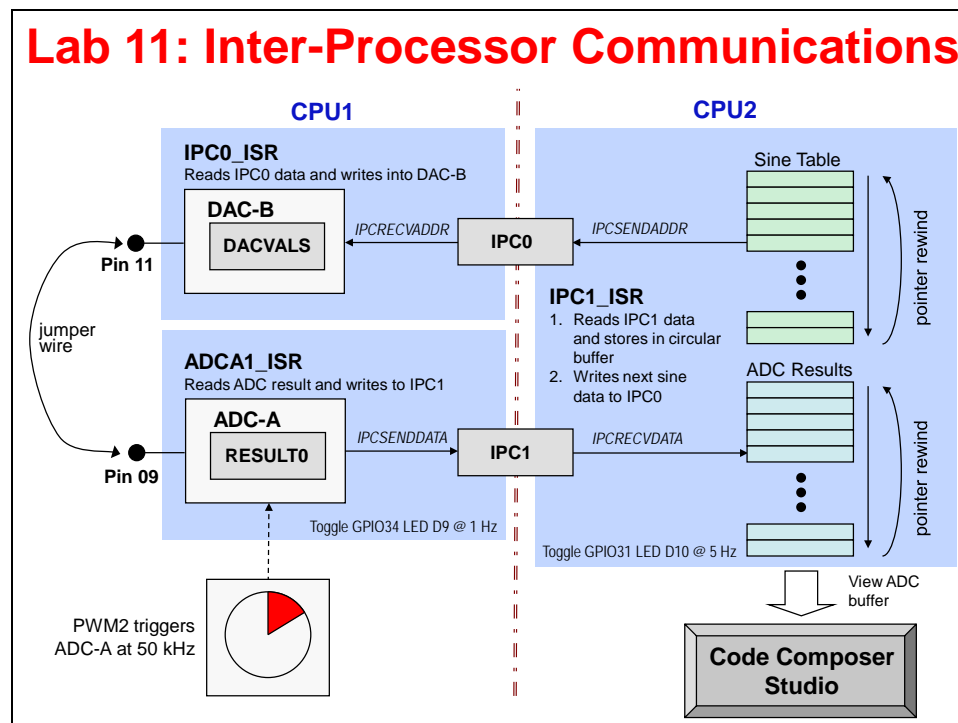 Lab 11: Inter-Processor Communications
CPU1
CPU2
IPC0_ISR
Reads IPC0 data and writes into DAC-B
DAC-B
DACVALS
IPCRECVADDR
IPC0
IPCSENDADDR
Sine Table
pointer rewind
Pin 11
jumper
wire
IPC1_ISR
1. Reads IPC1 data
and stores in circular
buffer
2. Writes next sine
data to IPC0
ADCA1_ISR
Reads ADC result and writes to IPC1
ADC-A
RESULT0
IPCSENDDATA
IPC1
IPCRECVDATA
ADC Results
pointer rewind
Pin 09
Toggle GPIO34 LED D9 @ 1 Hz
Toggle GPIO31 LED D10 @ 5 Hz
PWM2 triggers
ADC-A at 50 kHz
View ADC
buffer
Code Composer
Studio